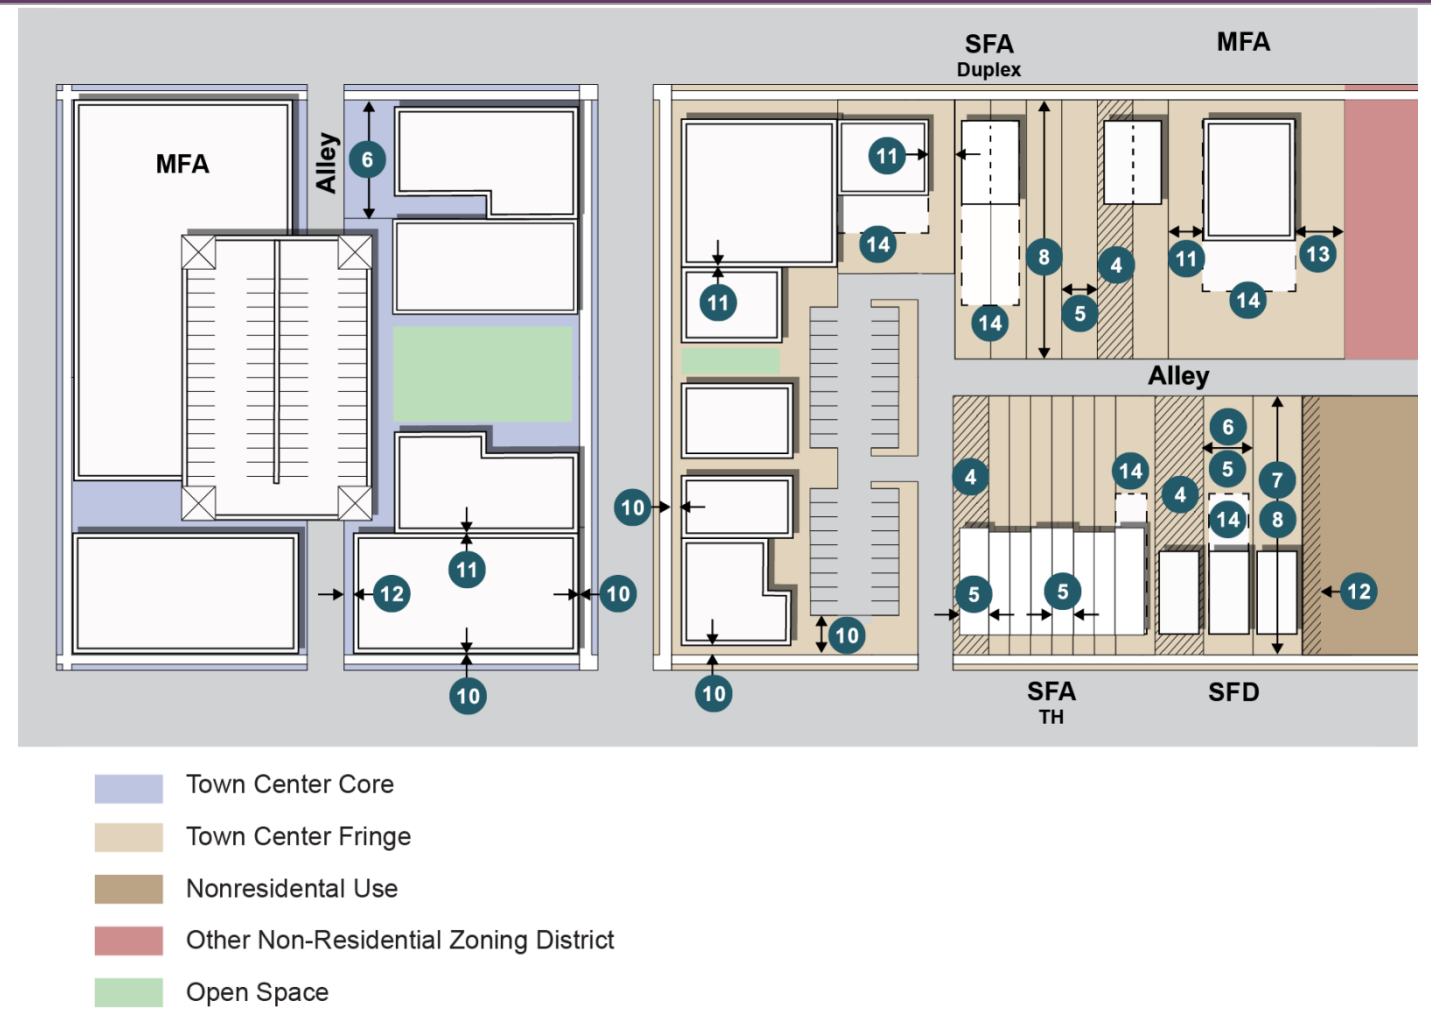 SFA
Duplex
MFA
MFA
Alley
6
11
14
11
8
14
5
4
11
13
14
Alley
4
14
4
6
5
14
7
8
10
5
5
12
11
12
10
10
10
10
SFA
TH
SFD
Town Center Core
Town Center Fringe
Nonresidental Use
Other Non-Residential Zoning District
Open Space